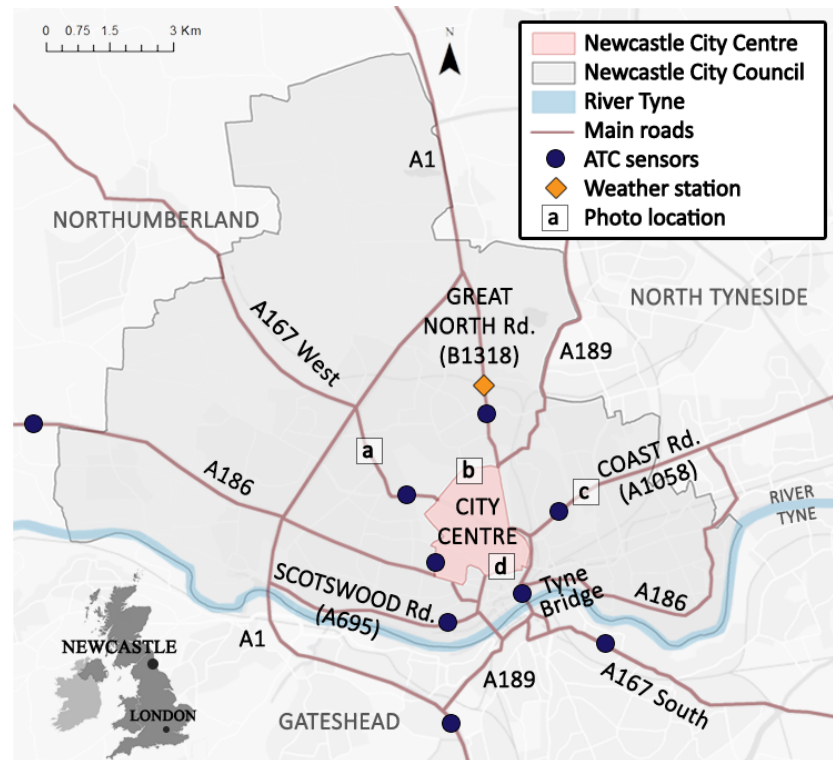 0 0.75 1.5 3 Km
N
Newcastle City Centre
Newcastle City Council
River Tyne
Main roads
ATC sensors
Weather station
a Photo location
A1
NORTHUMBERLAND
NORTH TYNESIDE
GREAT
NORTH Rd.
(B1318)
A167 West
A189
a
b
c
COAST Rd.
(A1058)
A186
CITY
CENTRE
RIVER
TYNE
d
SCOTSWOOD Rd.
(A695)
Tyne
Bridge
A186
A1
A189
A167 South
GATESHEAD
NEWCASTLE
LONDON